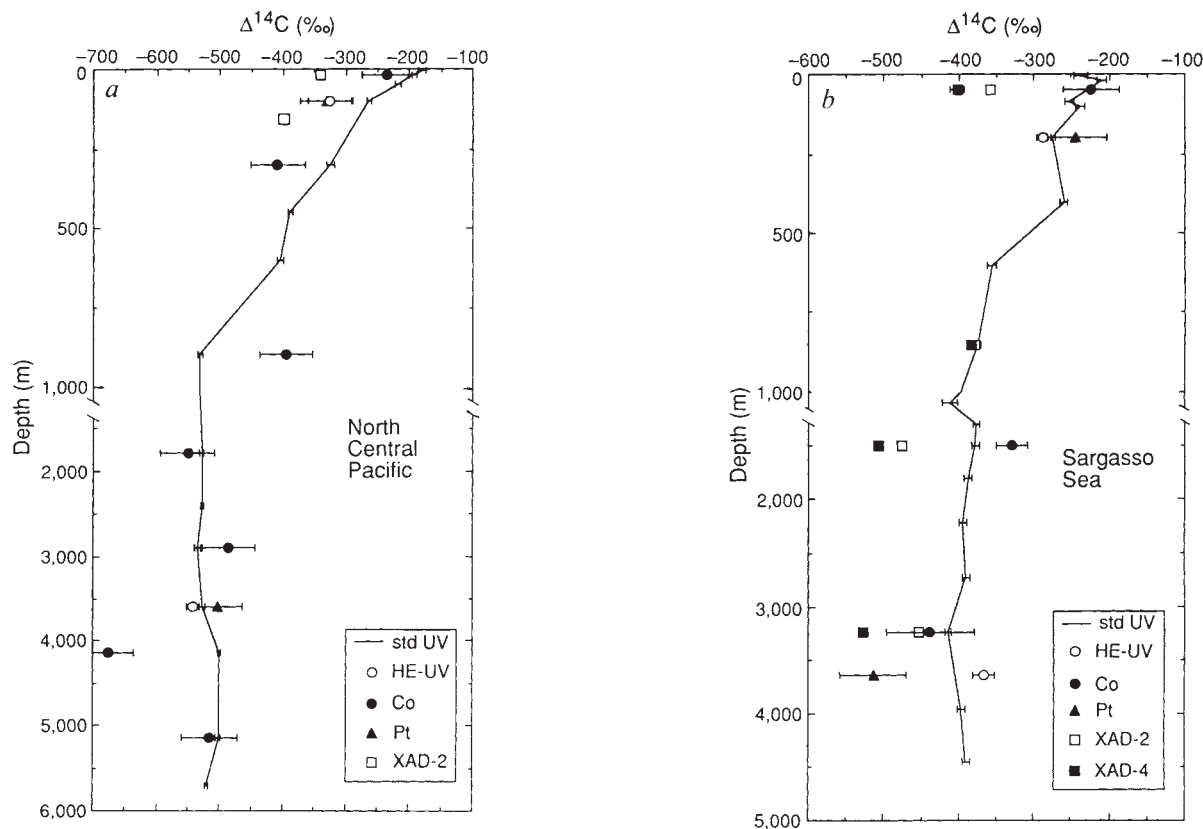 Δ¹⁴C (‰)
−700 −600 −500 −400 −300 −200 −100
a
0
500
1,000
2,000
3,000
4,000
5,000
6,000
Depth (m)
North
Central
Pacific
std UV
HE-UV
Co
Pt
XAD-2
Δ¹⁴C (‰)
−600 −500 −400 −300 −200 −100
b
0
500
1,000
2,000
3,000
4,000
5,000
Depth (m)
Sargasso
Sea
std UV
HE-UV
Co
Pt
XAD-2
XAD-4